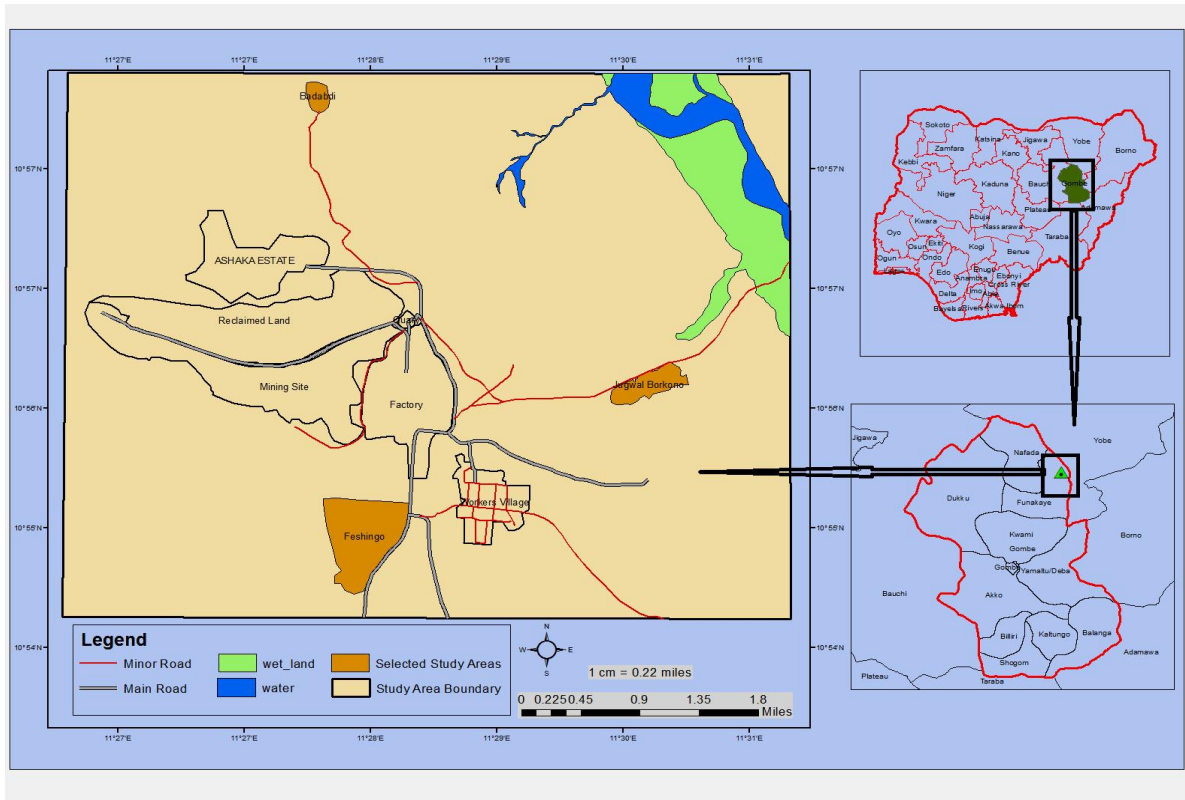 11°27'E 11°27'E 11°28'E 11°29'E 11°30'E 11°31'E
Badabdi
10°57'N 10°57'N
ASHAKA ESTATE
10°57'N 10°57'N
Reclaimed Land
Quarry
Mining Site
Jugwal Borkono
Factory
10°56'N 10°56'N
Workers Village
10°55'N 10°55'N
Feshingo
10°54'N 10°54'N
Legend
Minor Road
Main Road
wet_land
water
Selected Study Areas
Study Area Boundary
N
W E
S
1 cm = 0.22 miles
0 0.225 0.45 0.9 1.35 1.8
Miles
11°27'E 11°27'E 11°28'E 11°29'E 11°30'E 11°31'E
Sokoto
Katsina
Jigawa
Yobe
Zamfara
Kano
Borno
Kebbi
Kaduna
Bauchi
Gombe
Niger
Plateau
Adamawa
Kwara
Abuja
Nassarawa
Oyo
Taraba
Osun
Ekiti
Kogi
Benue
Ogun
Ondo
Lagos
Edo
Enugu
Anambra
Ebonyi
Cross River
Delta
Imo
Abia
Bayelsa
Rivers
Akwa Ibom
Jigawa
Yobe
Nafada
Dukku
Funakaye
Kwami
Gombe
Borno
Gombe
Yamaltu/Deba
Bauchi
Akko
Billiri
Kaltungo
Balanga
Shogom
Adamawa
Plateau
Taraba